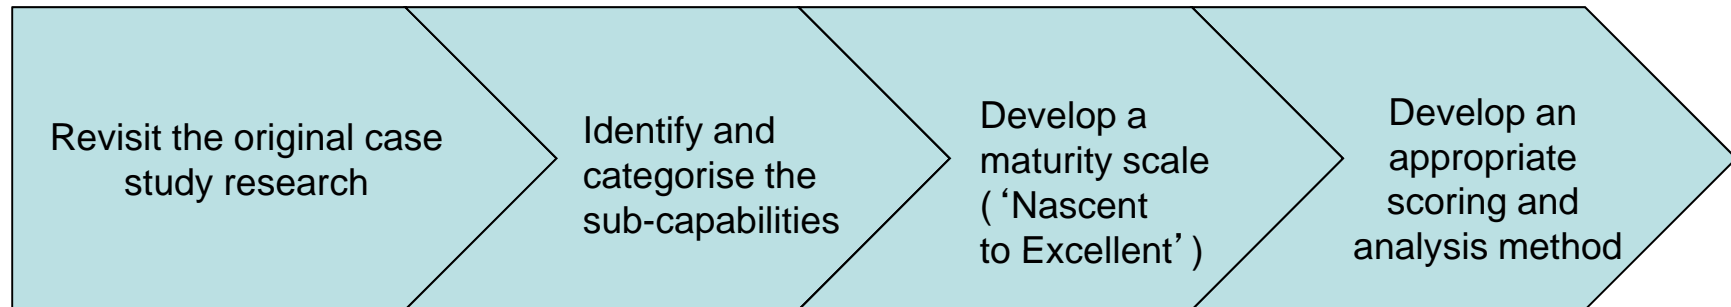 Revisit the original case
study research
Identify and
categorise the
sub-capabilities
Develop a
maturity scale
(‘Nascent
to Excellent’)
Develop an
appropriate
scoring and
analysis method